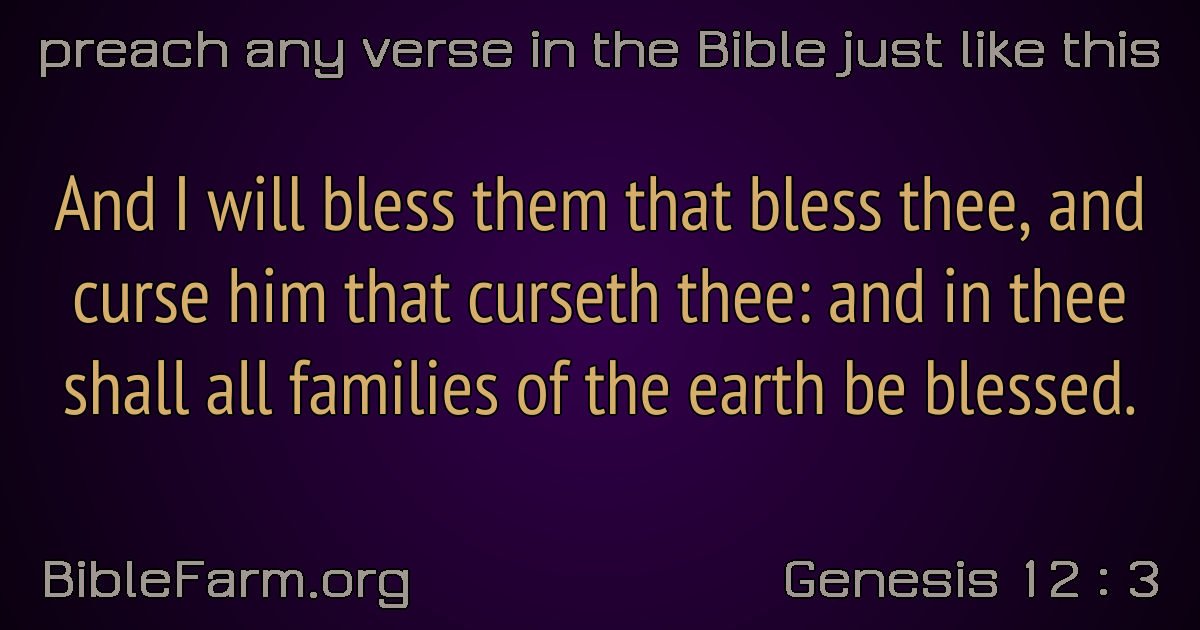 preach any verse in the Bible just like this
And I will bless them that bless thee, and
curse him that curseth thee: and in thee
shall all families of the earth be blessed.
BibleFarm.org
Genesis 12 : 3